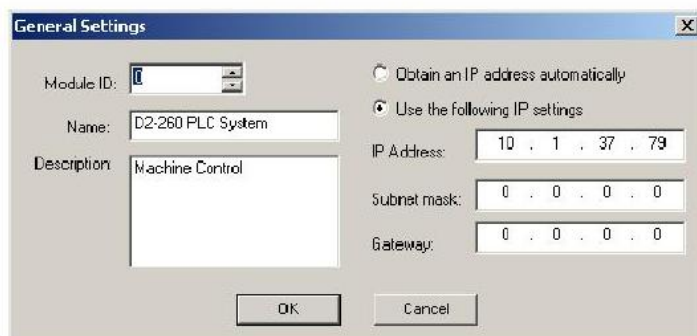 General Settings
Module ID: 0
Name: D2-260 PLC System
Description: Machine Control
Obtain an IP address automatically
Use the following IP settings
IP Address: 10 . 1 . 37 . 79
Subnet mask: 0 . 0 . 0 . 0
Gateway: 0 . 0 . 0 . 0
OK
Cancel